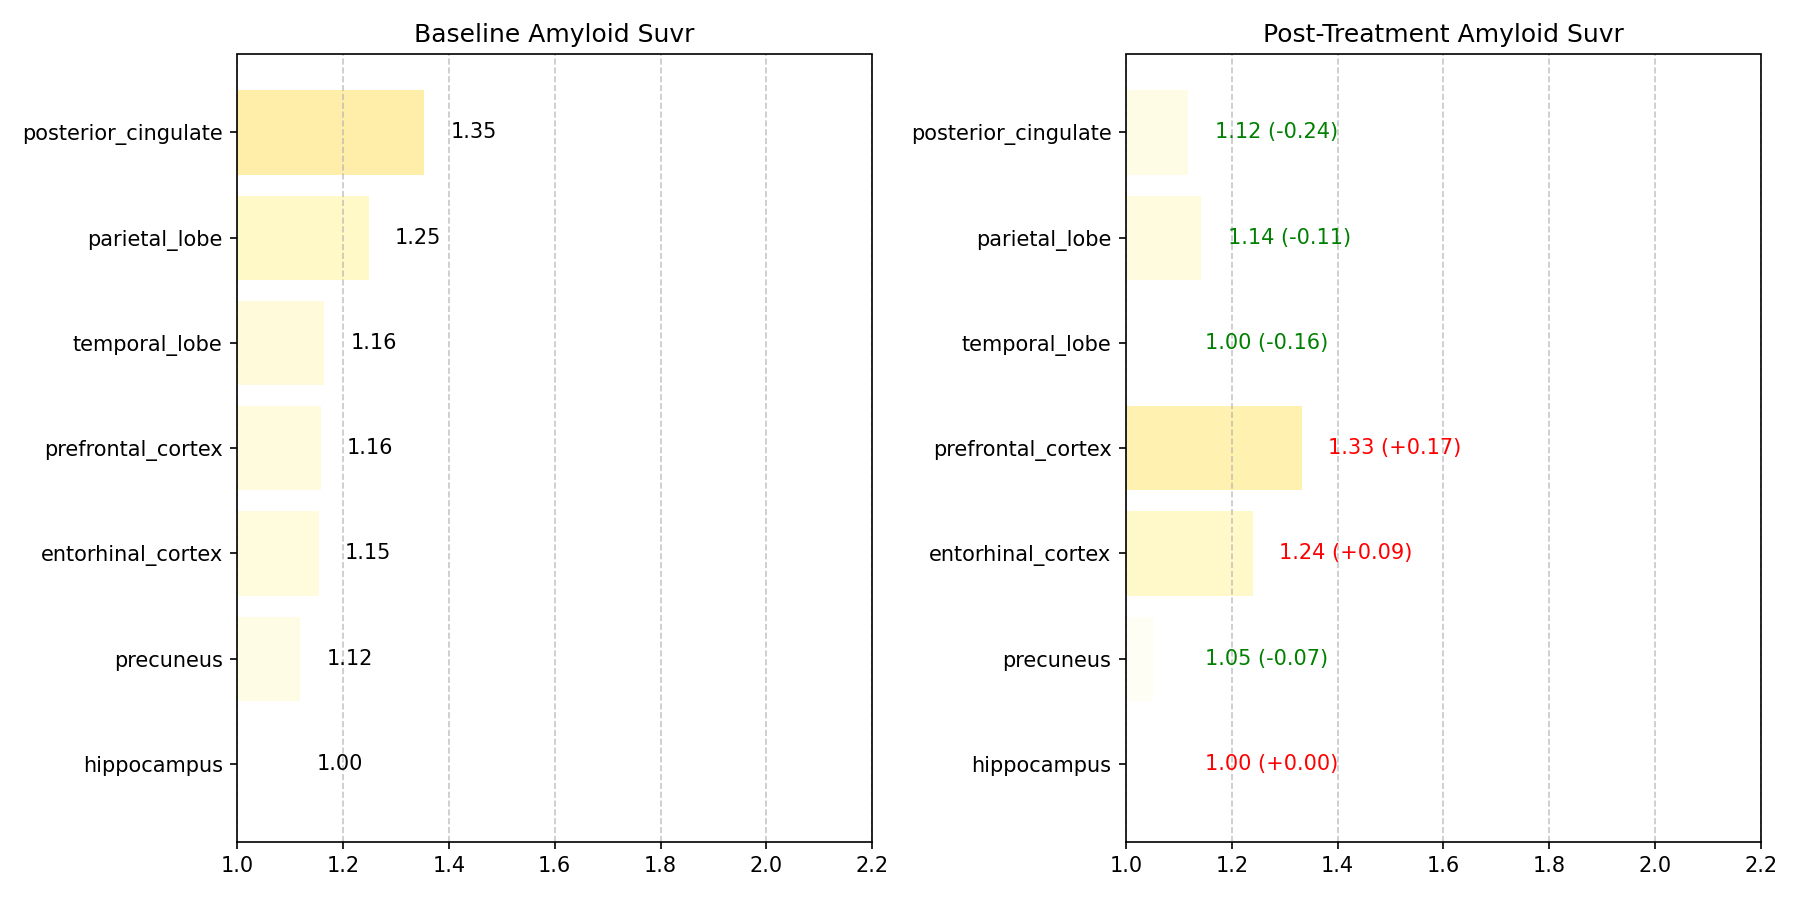 Baseline Amyloid Suvr
posterior_cingulate 1.35
parietal_lobe 1.25
temporal_lobe 1.16
prefrontal_cortex 1.16
entorhinal_cortex 1.15
precuneus 1.12
hippocampus 1.00
1.0 1.2 1.4 1.6 1.8 2.0 2.2
Post-Treatment Amyloid Suvr
posterior_cingulate 1.12 (-0.24)
parietal_lobe 1.14 (-0.11)
temporal_lobe 1.00 (-0.16)
prefrontal_cortex 1.33 (+0.17)
entorhinal_cortex 1.24 (+0.09)
precuneus 1.05 (-0.07)
hippocampus 1.00 (+0.00)
1.0 1.2 1.4 1.6 1.8 2.0 2.2